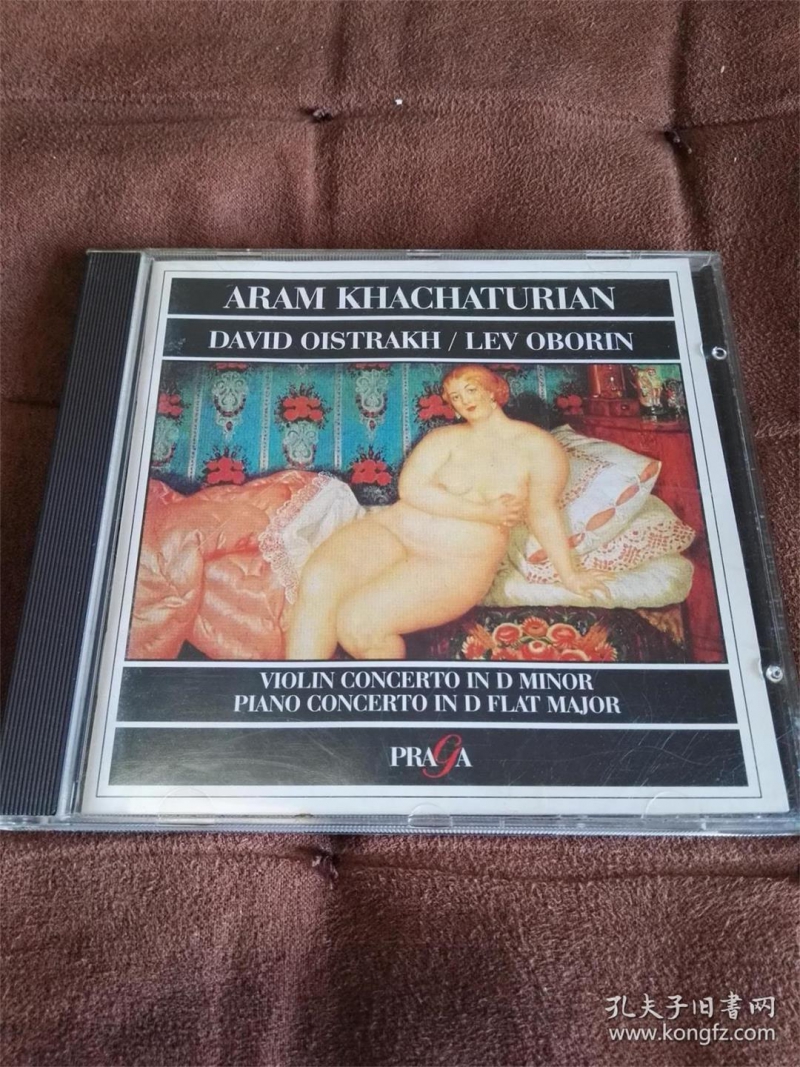 ARAM KHACHATURIAN
DAVID OISTRAKH / LEV OBORIN
VIOLIN CONCERTO IN D MINOR
PIANO CONCERTO IN D FLAT MAJOR
PRAGA
孔夫子旧書网
www.kongfz.com